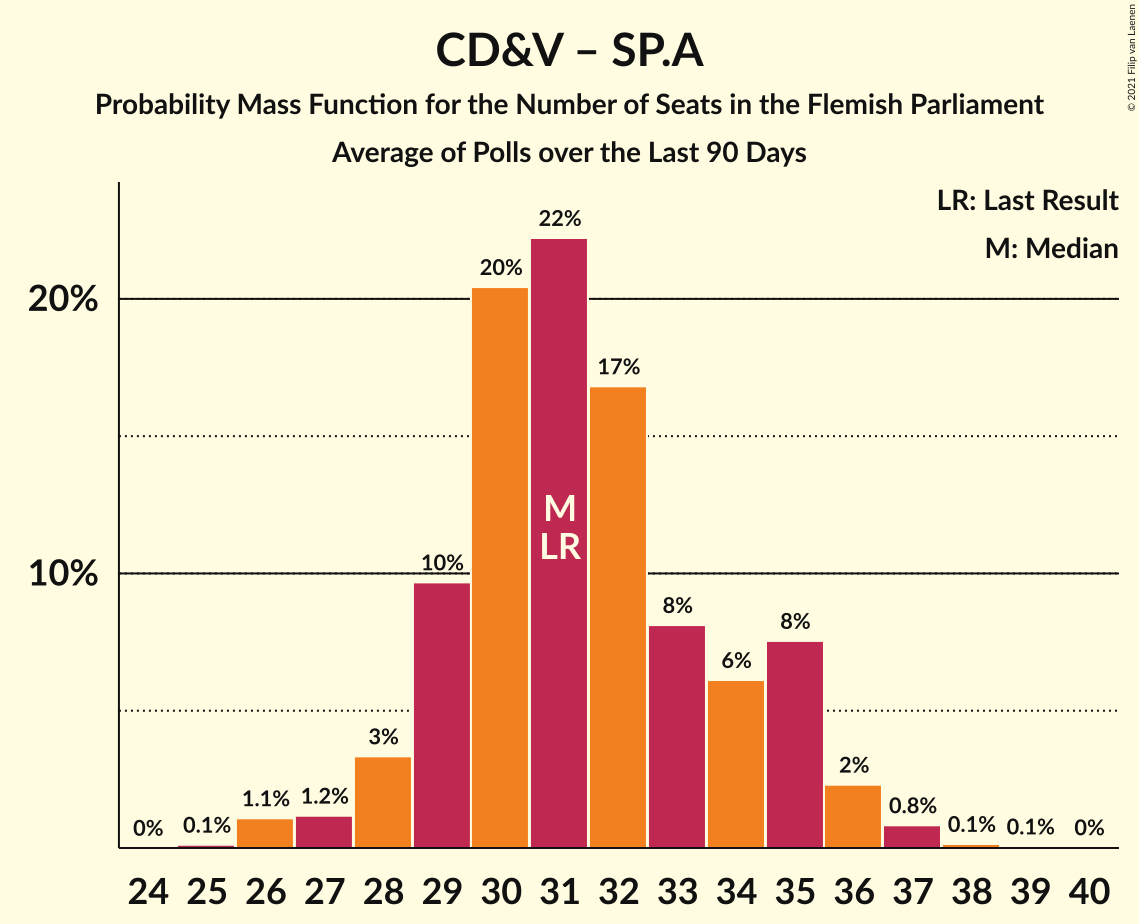 CD&V – SP.A
Probability Mass Function for the Number of Seats in the Flemish Parliament
Average of Polls over the Last 90 Days
© 2021 Filip van Laenen
LR: Last Result
M: Median
20%
10%
0%
0.1%
1.1%
1.2%
3%
10%
20%
22%
17%
8%
6%
8%
2%
0.8%
0.1%
0.1%
0%
M
LR
24 25 26 27 28 29 30 31 32 33 34 35 36 37 38 39 40